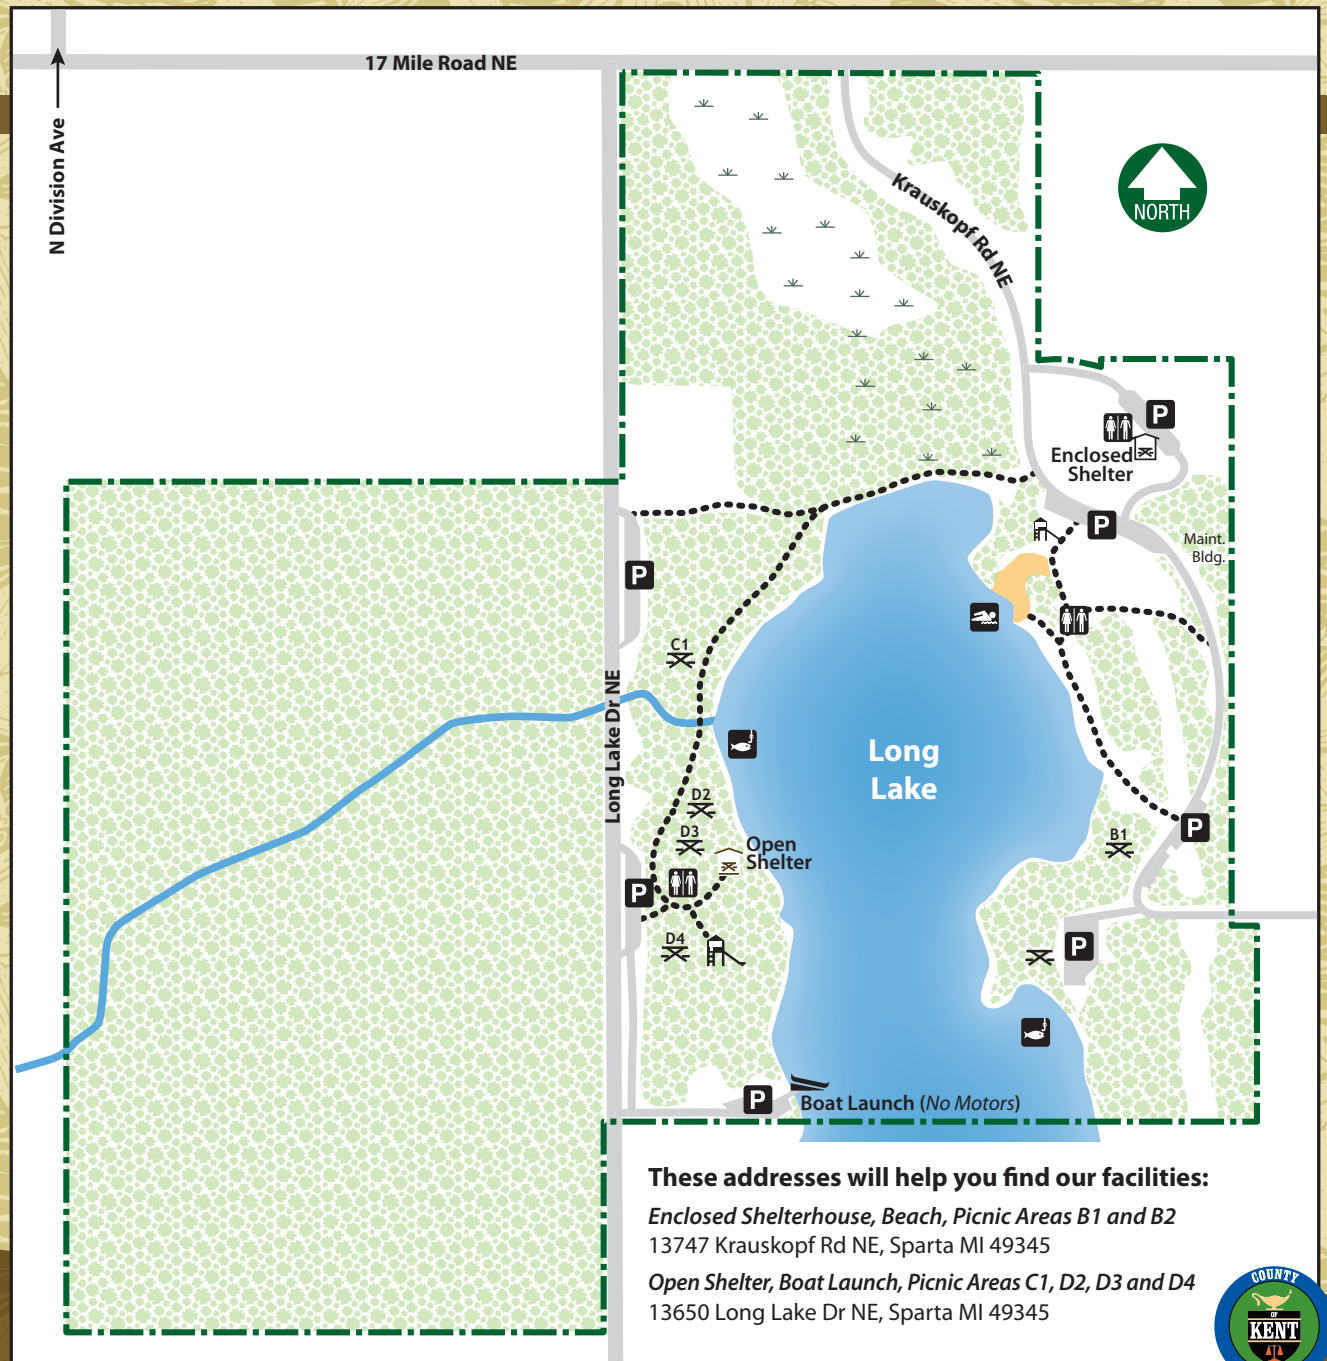 17 Mile Road NE
N Division Ave
NORTH
Krauskopf Rd NE
P
Enclosed
Shelter
P
Maint.
Bldg.
P
C1
Long Lake Dr NE
Long
Lake
D2
D3
Open
Shelter
B1
P
P
D4
P
P
Boat Launch (No Motors)
These addresses will help you find our facilities:
Enclosed Shelterhouse, Beach, Picnic Areas B1 and B2
13747 Krauskopf Rd NE, Sparta MI 49345
Open Shelter, Boat Launch, Picnic Areas C1, D2, D3 and D4
13650 Long Lake Dr NE, Sparta MI 49345
COUNTY
OF
KENT